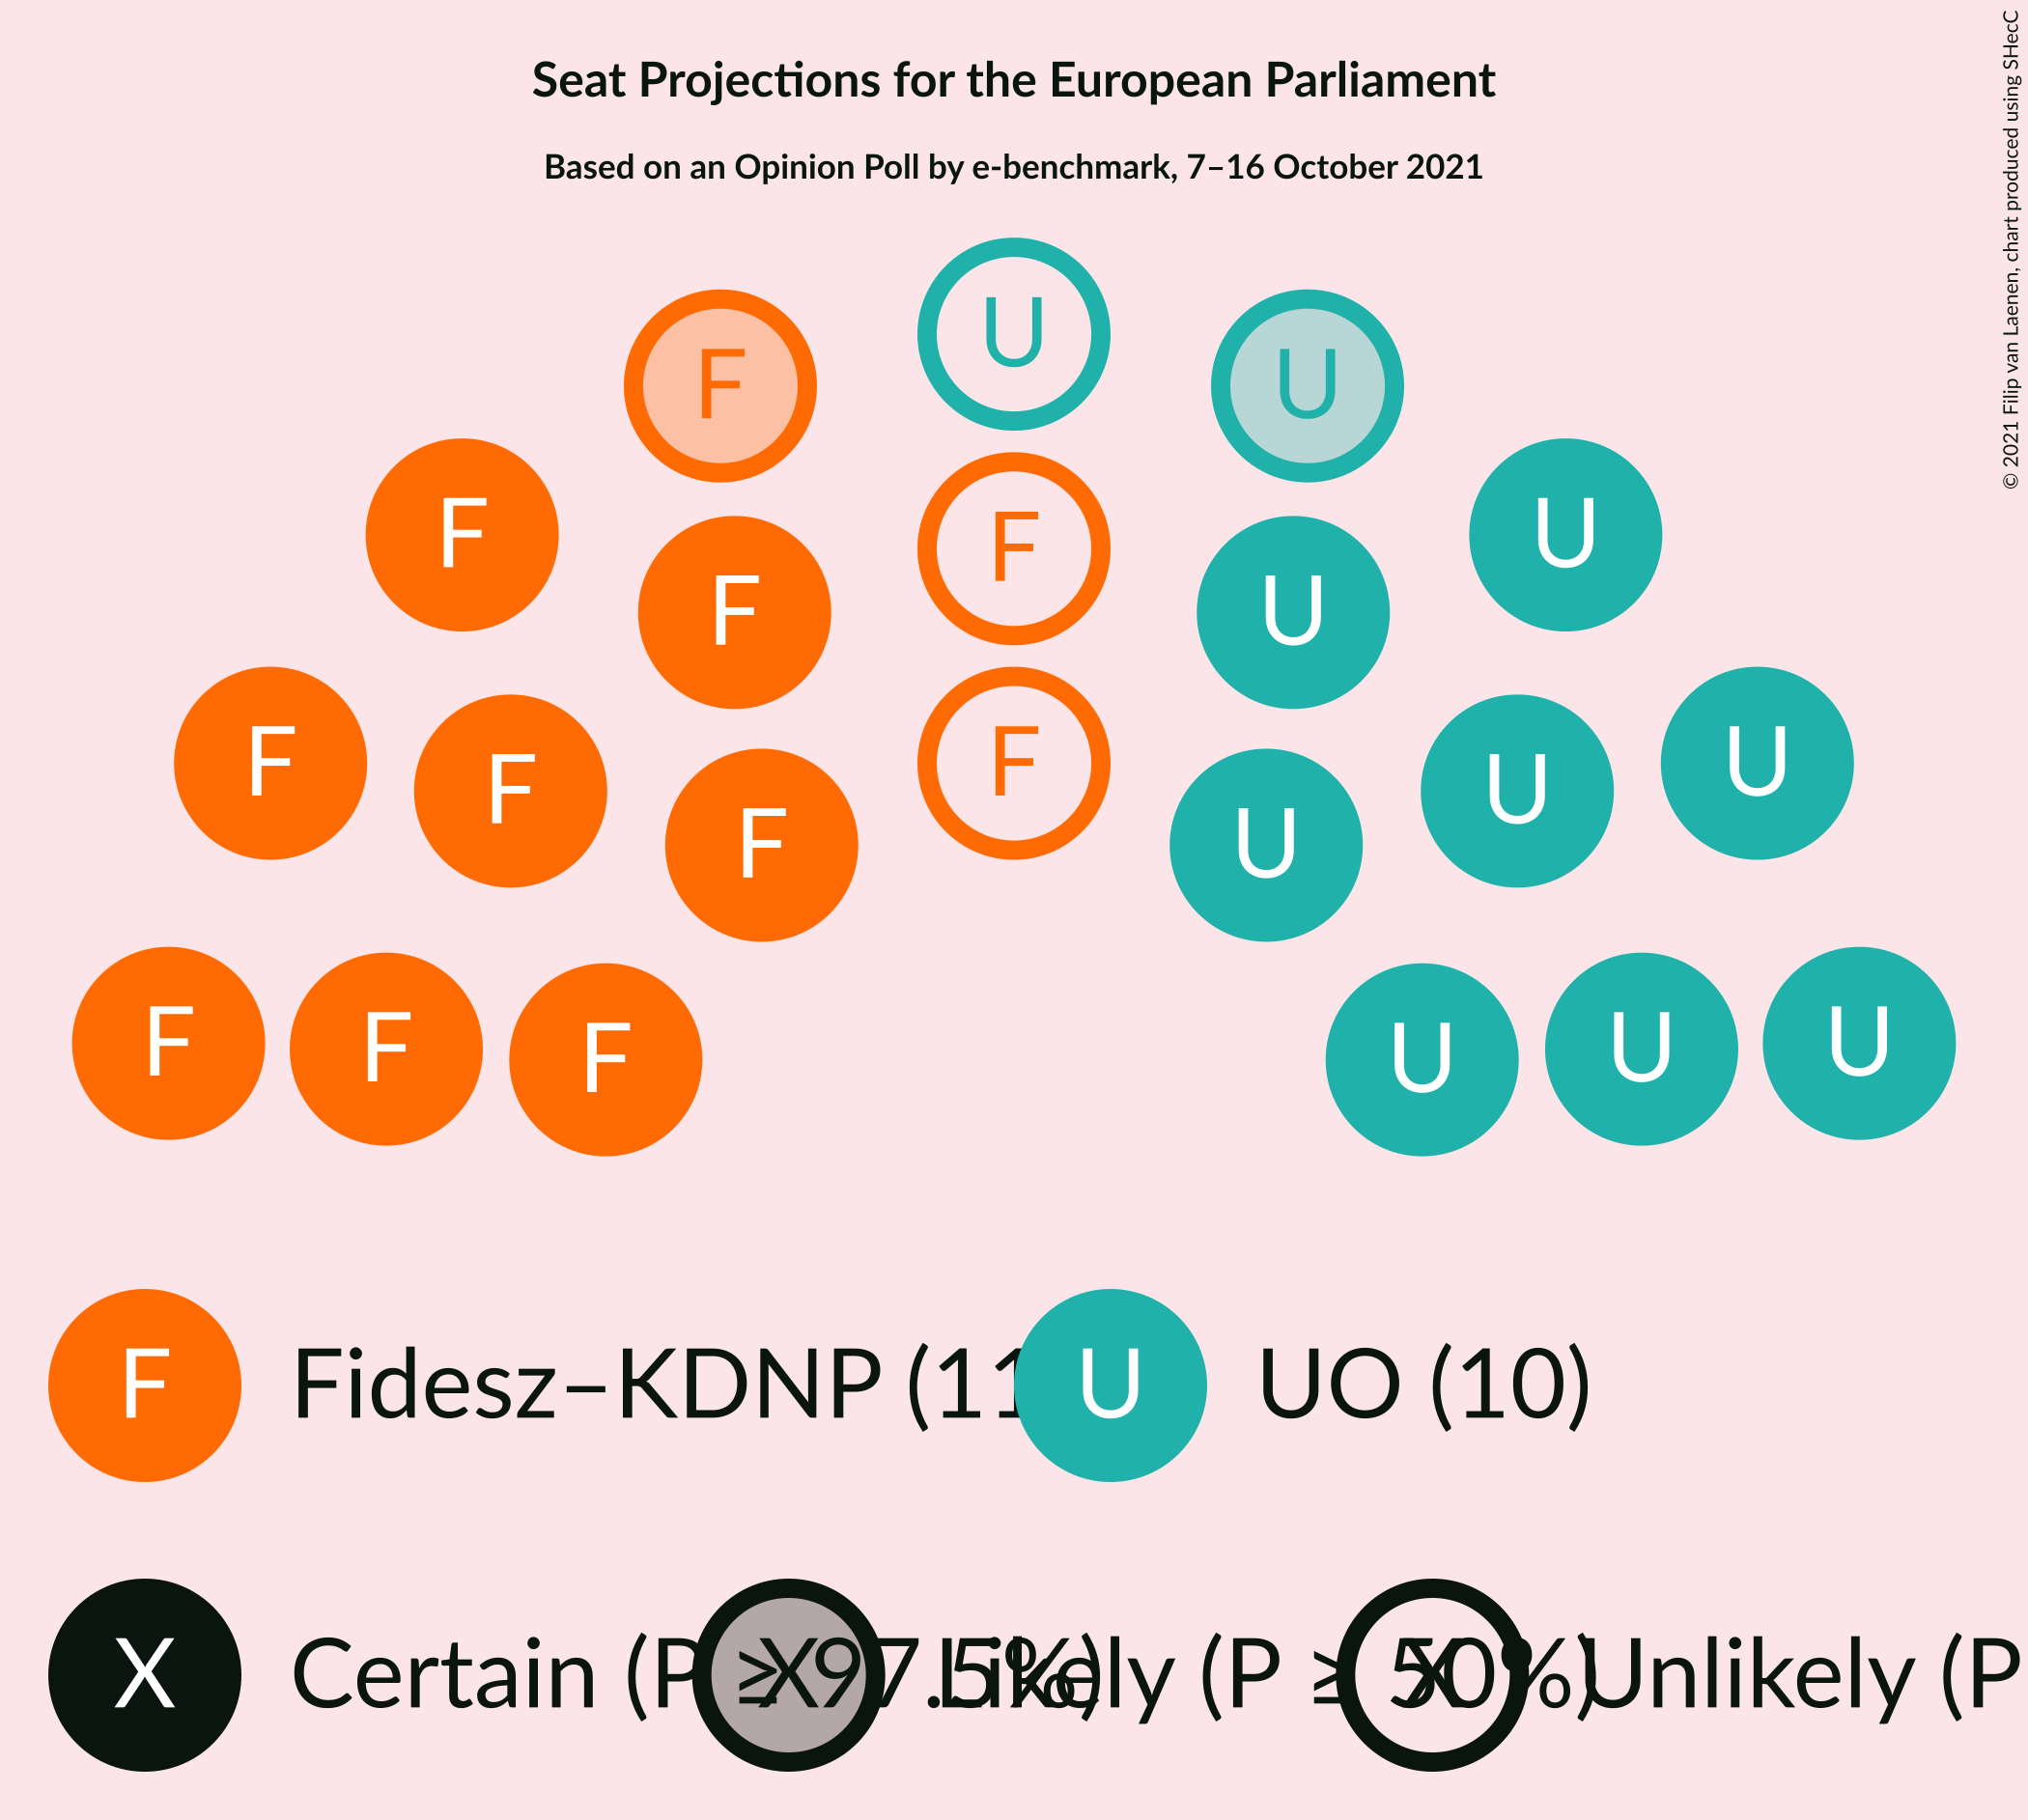 Seat Projections for the European Parliament
Based on an Opinion Poll by e-benchmark, 7–16 October 2021
© 2021 Filip van Laenen, chart produced using SHecC
U
F U
F F U
F U
F F U
F F U U
F U
F F F U U U
F Fidesz–KDNP (11 U UO (10)
X Certain (P ≥ 97.5%) X Likely (P ≥ 50%) X Unlikely (P